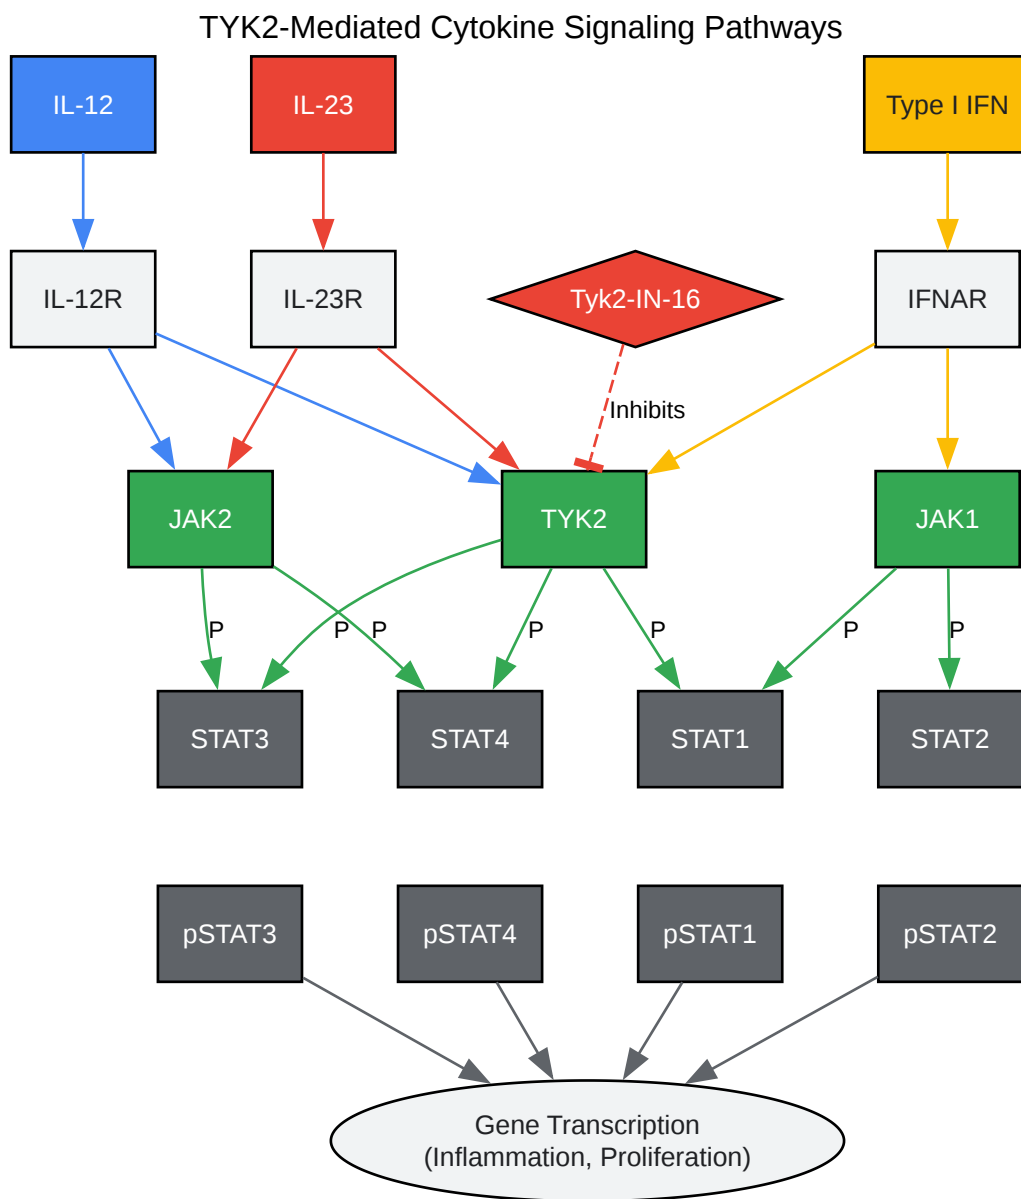 TYK2-Mediated Cytokine Signaling Pathways
IL-12
IL-23
Type I IFN
IL-12R
IL-23R
Tyk2-IN-16
IFNAR
Inhibits
JAK2
TYK2
JAK1
P
P
P
P
P
P
P
STAT3
STAT4
STAT1
STAT2
pSTAT3
pSTAT4
pSTAT1
pSTAT2
Gene Transcription
(Inflammation, Proliferation)